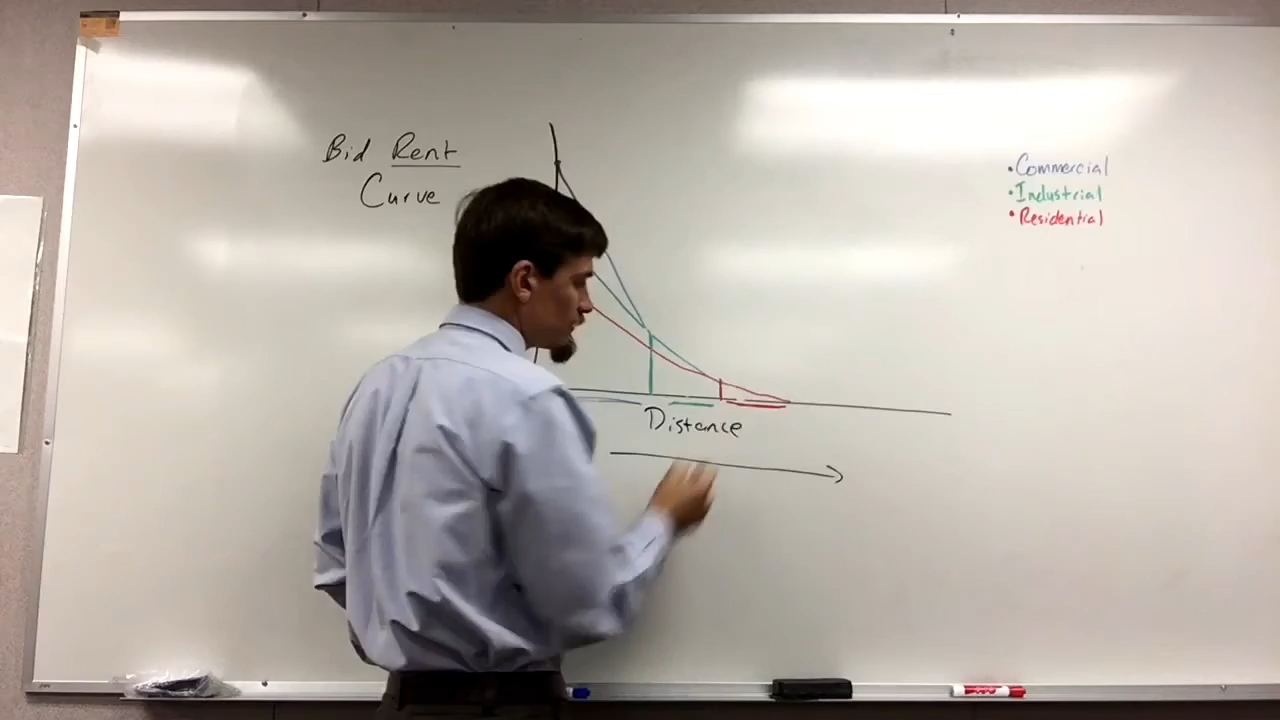 Bid Rent
Curve
• Commercial
• Industrial
• Residential
Distance